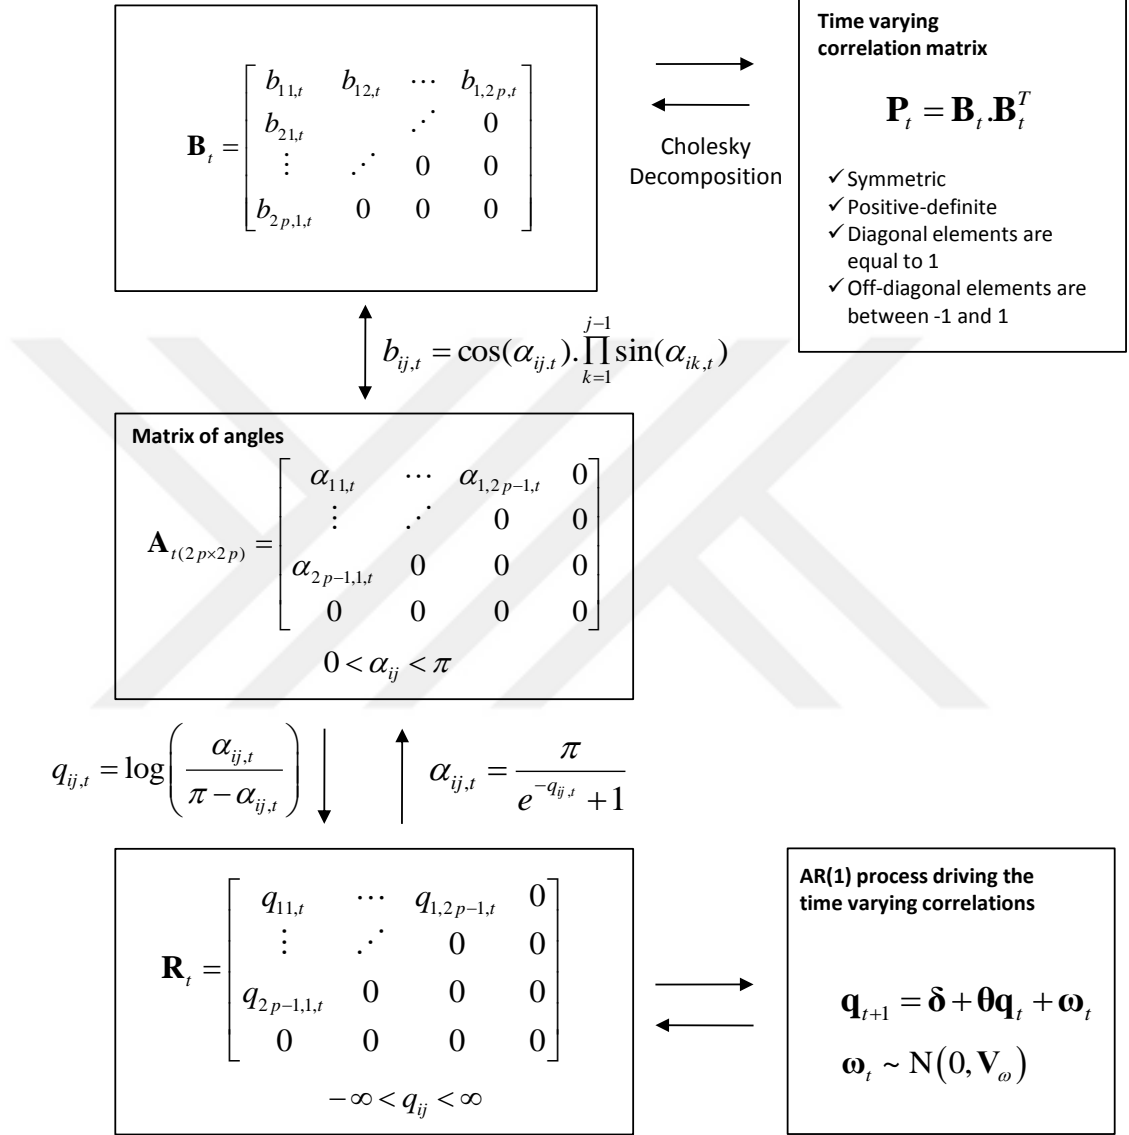 B_t = [ b_{11,t} b_{12,t} ⋯ b_{1,2p,t}
b_{21,t} ⋰ 0
⋮ ⋰ 0 0
b_{2p,1,t} 0 0 0 ]
Cholesky
Decomposition
Time varying
correlation matrix
P_t = B_t.B_t^T
✓ Symmetric
✓ Positive-definite
✓ Diagonal elements are
equal to 1
✓ Off-diagonal elements are
between -1 and 1
b_{ij,t} = cos(α_{ij.t}).∏_{k=1}^{j−1} sin(α_{ik,t})
Matrix of angles
A_{t(2p×2p)} = [ α_{11,t} ⋯ α_{1,2p−1,t} 0
⋮ ⋰ 0 0
α_{2p−1,1,t} 0 0 0
0 0 0 0 ]
0 < α_{ij} < π
q_{ij,t} = log( α_{ij,t} / (π − α_{ij,t}) )
α_{ij,t} = π / (e^{−q_{ij,t}} + 1)
R_t = [ q_{11,t} ⋯ q_{1,2p−1,t} 0
⋮ ⋰ 0 0
q_{2p−1,1,t} 0 0 0
0 0 0 0 ]
−∞ < q_{ij} < ∞
AR(1) process driving the
time varying correlations
q_{t+1} = δ + θq_t + ω_t
ω_t ~ N(0, V_ω)